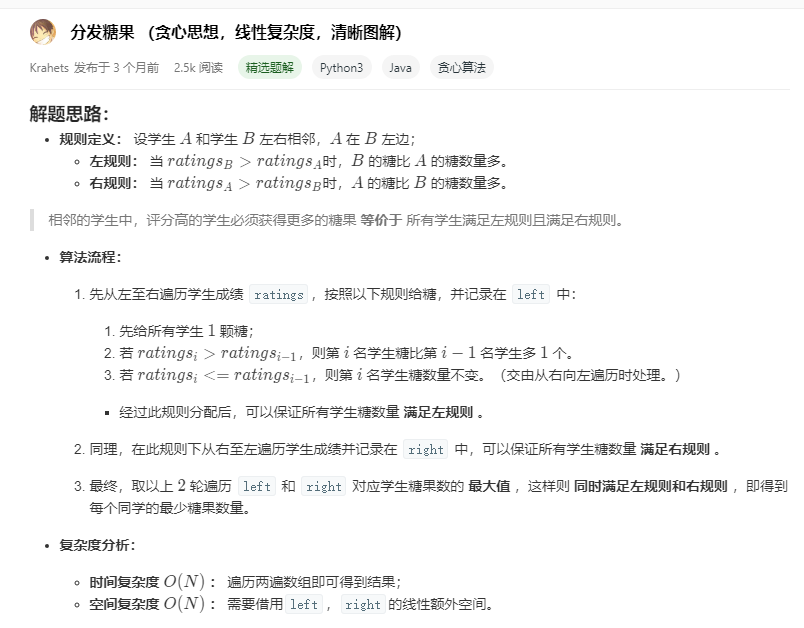 分发糖果 （贪心思想，线性复杂度，清晰图解）
Krahets 发布于 3 个月前 2.5k 阅读 精选题解 Python3 Java 贪心算法
解题思路：
• 规则定义： 设学生 A 和学生 B 左右相邻，A 在 B 左边；
◦ 左规则： 当 ratings_B > ratings_A时，B 的糖比 A 的糖数量多。
◦ 右规则： 当 ratings_A > ratings_B时，A 的糖比 B 的糖数量多。
相邻的学生中，评分高的学生必须获得更多的糖果 等价于 所有学生满足左规则且满足右规则。
• 算法流程：
1. 先从左至右遍历学生成绩 ratings ，按照以下规则给糖，并记录在 left 中：
1. 先给所有学生 1 颗糖；
2. 若 ratings_i > ratings_{i−1}，则第 i 名学生糖比第 i − 1 名学生多 1 个。
3. 若 ratings_i <= ratings_{i−1}，则第 i 名学生糖数量不变。（交由从右向左遍历时处理。）
▪ 经过此规则分配后，可以保证所有学生糖数量 满足左规则 。
2. 同理，在此规则下从右至左遍历学生成绩并记录在 right 中，可以保证所有学生糖数量 满足右规则 。
3. 最终，取以上 2 轮遍历 left 和 right 对应学生糖果数的 最大值 ，这样则 同时满足左规则和右规则 ，即得到
每个同学的最少糖果数量。
• 复杂度分析：
◦ 时间复杂度 O(N) ： 遍历两遍数组即可得到结果；
◦ 空间复杂度 O(N) ： 需要借用 left ， right 的线性额外空间。